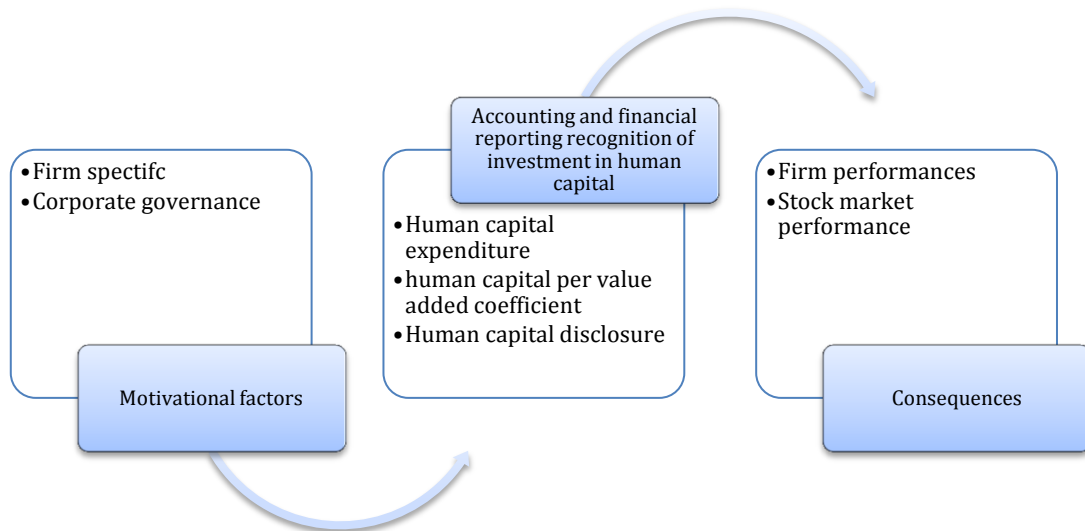 •Firm spectifc
•Corporate governance
Motivational factors
Accounting and financial
reporting recognition of
investment in human
capital
•Human capital
expenditure
•human capital per value
added coefficient
•Human capital disclosure
•Firm performances
•Stock market
performance
Consequences